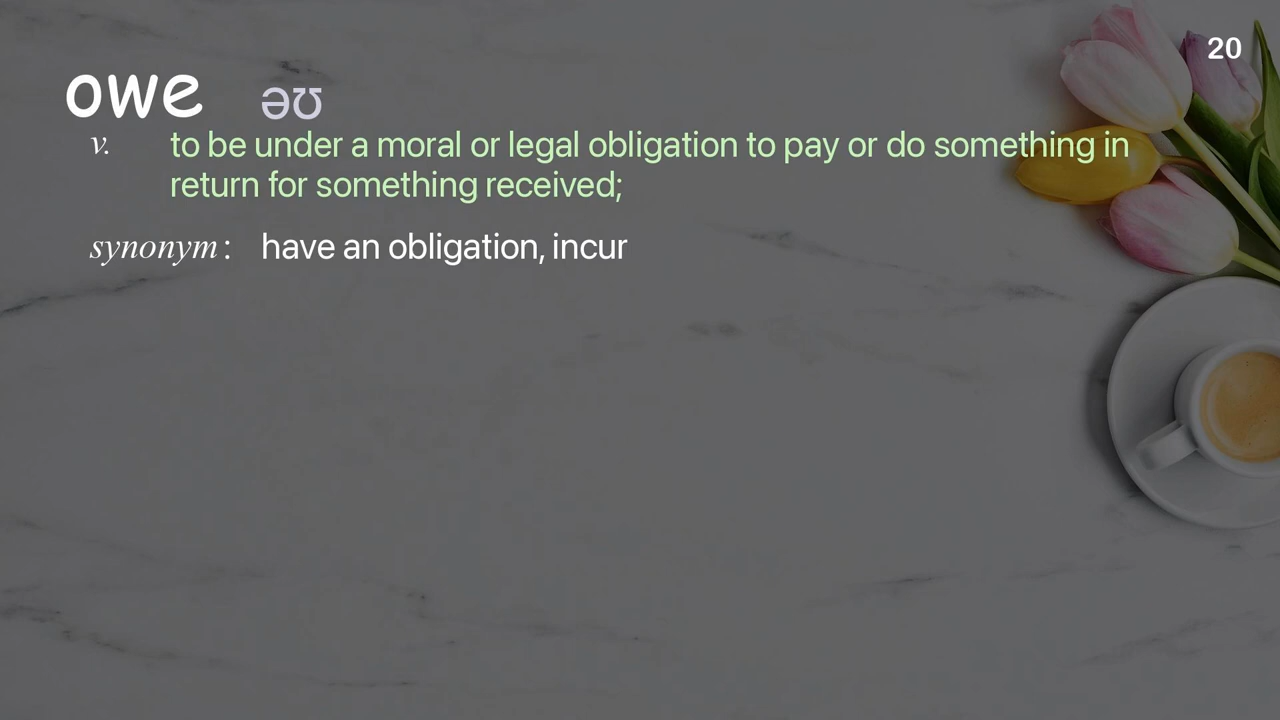 20
owe əʊ
v. to be under a moral or legal obligation to pay or do something in
return for something received;
synonym : have an obligation, incur